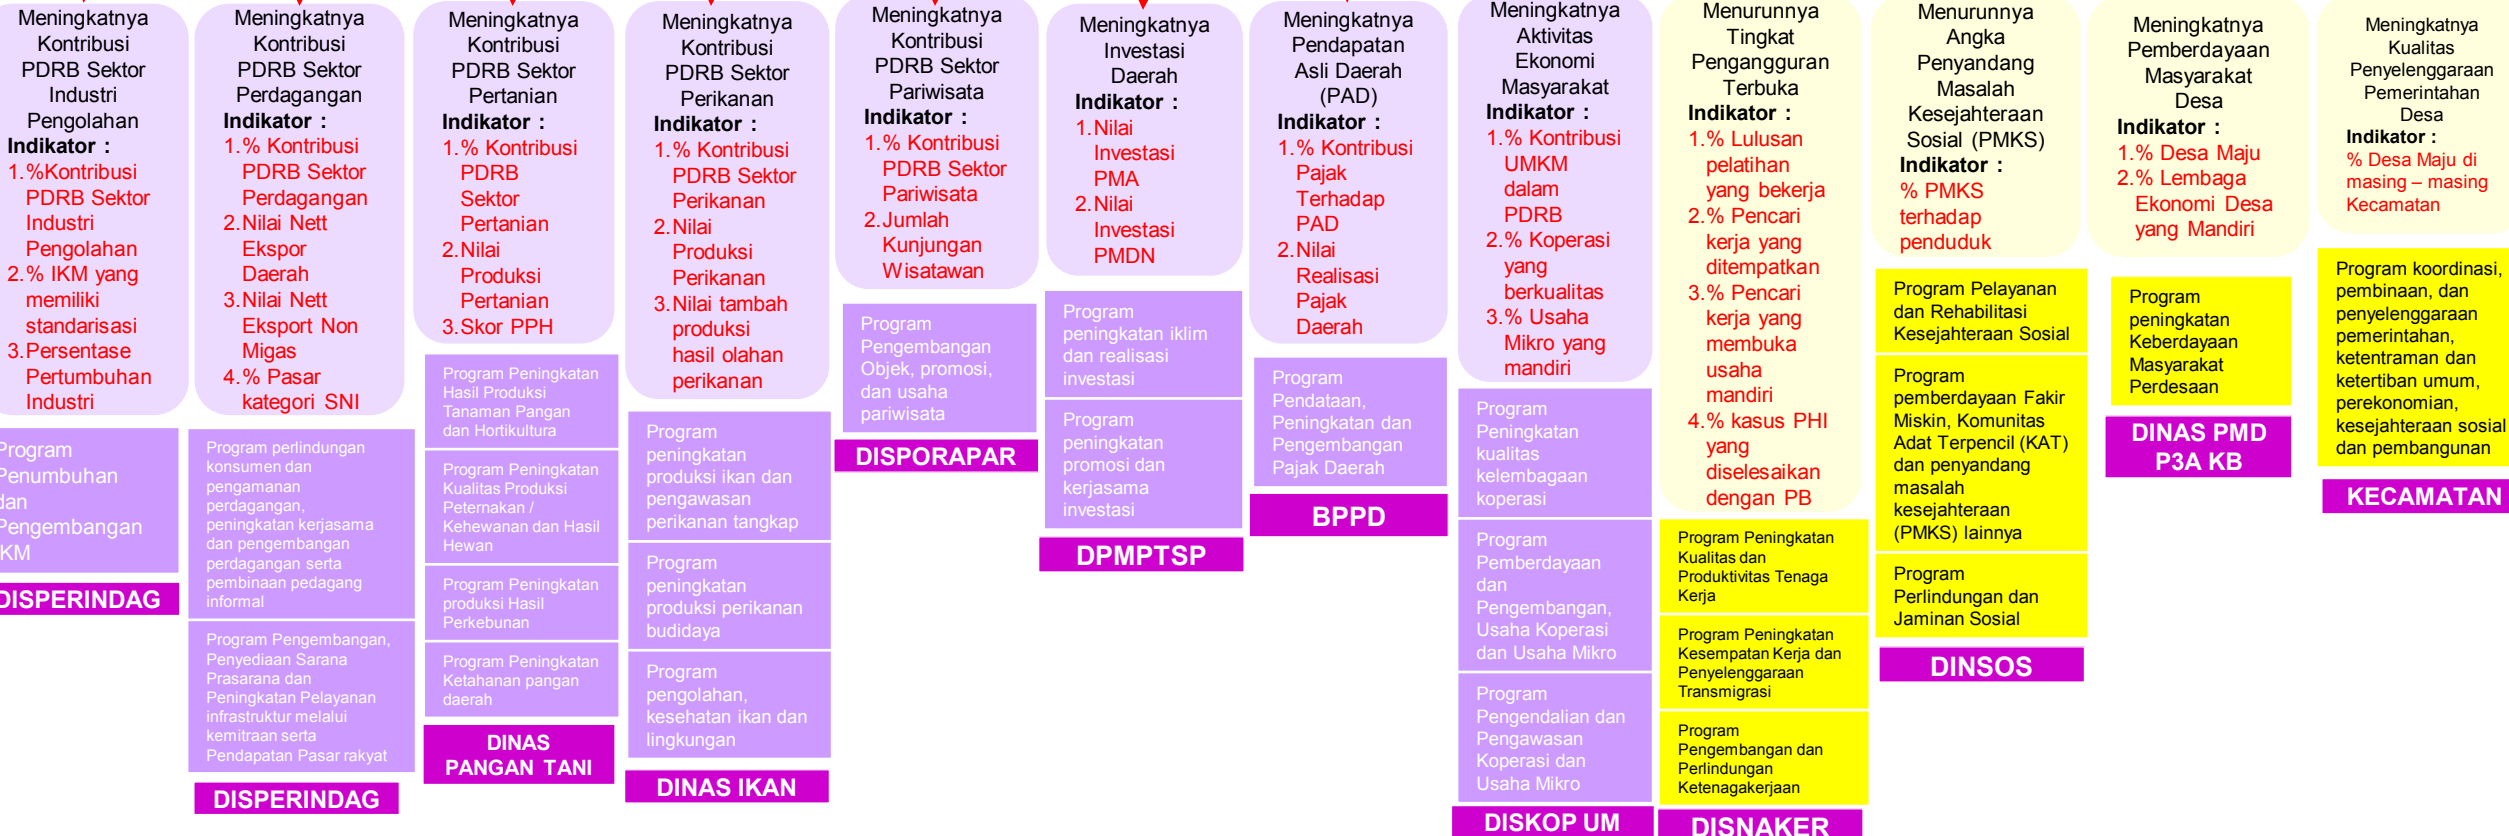 Meningkatnya
Kontribusi
PDRB Sektor
Industri
Pengolahan
Indikator :
1.%Kontribusi
PDRB Sektor
Industri
Pengolahan
2.% IKM yang
memiliki
standarisasi
3.Persentase
Pertumbuhan
Industri
Program
Penumbuhan
dan
Pengembangan
IKM
DISPERINDAG
Meningkatnya
Kontribusi
PDRB Sektor
Perdagangan
Indikator :
1.% Kontribusi
PDRB Sektor
Perdagangan
2.Nilai Nett
Ekspor
Daerah
3.Nilai Nett
Eksport Non
Migas
4.% Pasar
kategori SNI
Program perlindungan
konsumen dan
pengamanan
perdagangan,
peningkatan kerjasama
dan pengembangan
perdagangan serta
pembinaan pedagang
informal
Program Pengembangan,
Penyediaan Sarana
Prasarana dan
Peningkatan Pelayanan
infrastruktur melalui
kemitraan serta
Pendapatan Pasar rakyat
DISPERINDAG
Meningkatnya
Kontribusi
PDRB Sektor
Pertanian
Indikator :
1.% Kontribusi
PDRB
Sektor
Pertanian
2.Nilai
Produksi
Pertanian
3.Skor PPH
Program Peningkatan
Hasil Produksi
Tanaman Pangan
dan Hortikultura
Program Peningkatan
Kualitas Produksi
Peternakan /
Kehewanan dan Hasil
Hewan
Program Peningkatan
produksi Hasil
Perkebunan
Program Peningkatan
Ketahanan pangan
daerah
DINAS
PANGAN TANI
Meningkatnya
Kontribusi
PDRB Sektor
Perikanan
Indikator :
1.% Kontribusi
PDRB Sektor
Perikanan
2.Nilai
Produksi
Perikanan
3.Nilai tambah
produksi
hasil olahan
perikanan
Program
peningkatan
produksi ikan dan
pengawasan
perikanan tangkap
Program
peningkatan
produksi perikanan
budidaya
Program
pengolahan,
kesehatan ikan dan
lingkungan
DINAS IKAN
Meningkatnya
Kontribusi
PDRB Sektor
Pariwisata
Indikator :
1.% Kontribusi
PDRB Sektor
Pariwisata
2.Jumlah
Kunjungan
Wisatawan
Program
Pengembangan
Objek, promosi,
dan usaha
pariwisata
DISPORAPAR
Meningkatnya
Investasi
Daerah
Indikator :
1.Nilai
Investasi
PMA
2.Nilai
Investasi
PMDN
Program
peningkatan iklim
dan realisasi
investasi
Program
peningkatan
promosi dan
kerjasama
investasi
DPMPTSP
Meningkatnya
Pendapatan
Asli Daerah
(PAD)
Indikator :
1.% Kontribusi
Pajak
Terhadap
PAD
2.Nilai
Realisasi
Pajak
Daerah
Program
Pendataan,
Peningkatan dan
Pengembangan
Pajak Daerah
BPPD
Meningkatnya
Aktivitas
Ekonomi
Masyarakat
Indikator :
1.% Kontribusi
UMKM
dalam
PDRB
2.% Koperasi
yang
berkualitas
3.% Usaha
Mikro yang
mandiri
Program
Peningkatan
kualitas
kelembagaan
koperasi
Program
Pemberdayaan
dan
Pengembangan,
Usaha Koperasi
dan Usaha Mikro
Program
Pengendalian dan
Pengawasan
Koperasi dan
Usaha Mikro
DISKOP UM
Menurunnya
Tingkat
Pengangguran
Terbuka
Indikator :
1.% Lulusan
pelatihan
yang bekerja
2.% Pencari
kerja yang
ditempatkan
3.% Pencari
kerja yang
membuka
usaha
mandiri
4.% kasus PHI
yang
diselesaikan
dengan PB
Program Peningkatan
Kualitas dan
Produktivitas Tenaga
Kerja
Program Peningkatan
Kesempatan Kerja dan
Penyelenggaraan
Transmigrasi
Program
Pengembangan dan
Perlindungan
Ketenagakerjaan
DISNAKER
Menurunnya
Angka
Penyandang
Masalah
Kesejahteraan
Sosial (PMKS)
Indikator :
% PMKS
terhadap
penduduk
Program Pelayanan
dan Rehabilitasi
Kesejahteraan Sosial
Program
pemberdayaan Fakir
Miskin, Komunitas
Adat Terpencil (KAT)
dan penyandang
masalah
kesejahteraan
(PMKS) lainnya
Program
Perlindungan dan
Jaminan Sosial
DINSOS
Meningkatnya
Pemberdayaan
Masyarakat
Desa
Indikator :
1.% Desa Maju
2.% Lembaga
Ekonomi Desa
yang Mandiri
Program
peningkatan
Keberdayaan
Masyarakat
Perdesaan
DINAS PMD
P3A KB
Meningkatnya
Kualitas
Penyelenggaraan
Pemerintahan
Desa
Indikator :
% Desa Maju di
masing – masing
Kecamatan
Program koordinasi,
pembinaan, dan
penyelenggaraan
pemerintahan,
ketentraman dan
ketertiban umum,
perekonomian,
kesejahteraan sosial
dan pembangunan
KECAMATAN